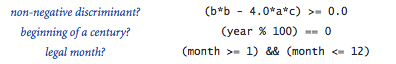 non-negative discriminant? (b*b - 4.0*a*c) >= 0.0
beginning of a century? (year % 100) == 0
legal month? (month >= 1) && (month <= 12)